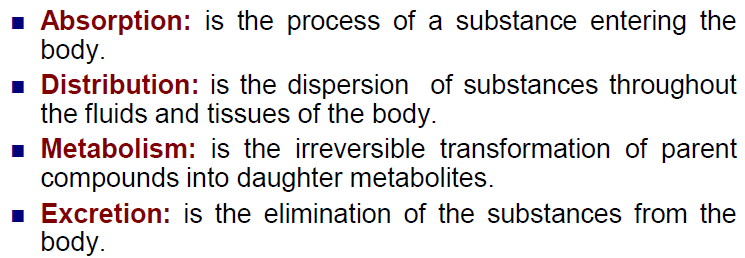 ▪ Absorption: is the process of a substance entering the
body.
▪ Distribution: is the dispersion of substances throughout
the fluids and tissues of the body.
▪ Metabolism: is the irreversible transformation of parent
compounds into daughter metabolites.
▪ Excretion: is the elimination of the substances from the
body.